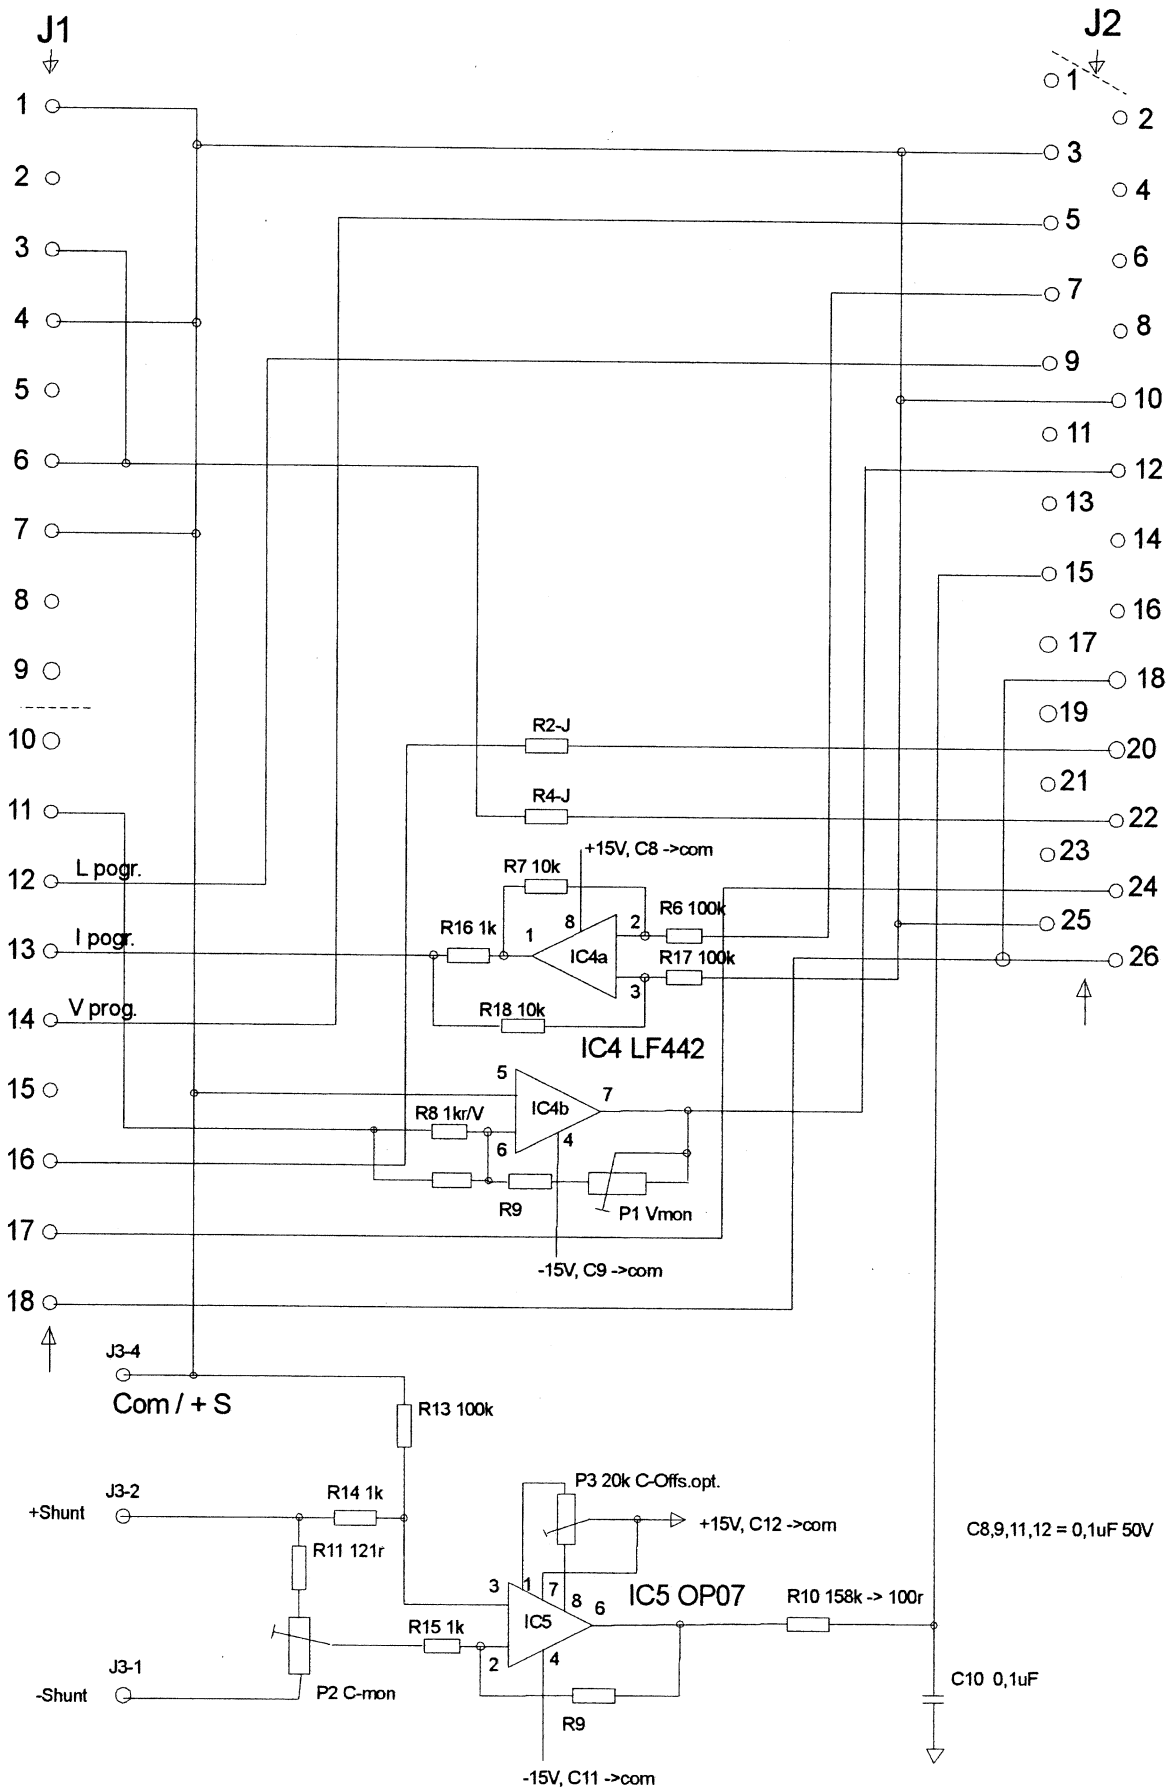 J1
J2
1
1
2
2
3
3
4
4
5
5
6
6
7
7
8
8
9
9
10
10
11
11
12
12
13
13
14
14
15
15
16
16
17
17
18
18
19
20
21
22
23
24
25
26
L pogr.
I pogr.
V prog.
R2-J
R4-J
+15V, C8 ->com
R7 10k
R6 100k
R16 1k
1
8
2
IC4a
R17 100k
3
R18 10k
IC4 LF442
5
7
IC4b
R8 1kr/V
6
4
R9
P1 Vmon
-15V, C9 ->com
J3-4
Com / + S
R13 100k
P3 20k C-Offs.opt.
J3-2
+Shunt
R14 1k
+15V, C12 ->com
C8,9,11,12 = 0,1uF 50V
R11 121r
3
1
7
8
IC5 OP07
6
R10 158k -> 100r
IC5
R15 1k
2
4
J3-1
-Shunt
P2 C-mon
C10 0,1uF
R9
-15V, C11 ->com